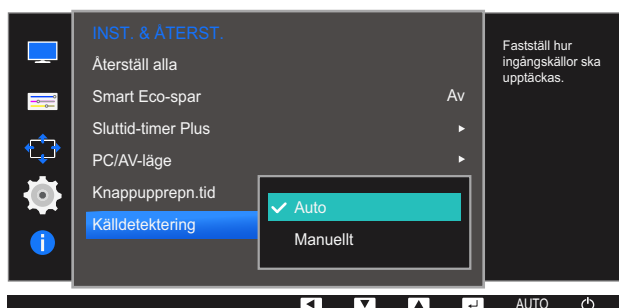 INST. & ÅTERST.
Återställ alla
Smart Eco-spar Av
Sluttid-timer Plus
PC/AV-läge
Knappupprepn.tid
Källdetektering
Auto
Manuellt
Fastställ hur
ingångskällor ska
upptäckas.
AUTO